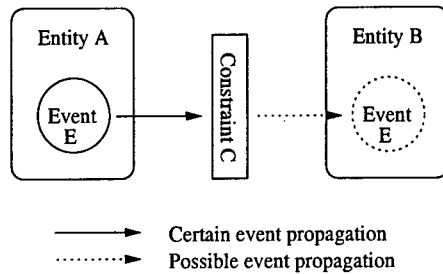 Entity A
Event
E
Constraint C
Entity B
Event
E
Certain event propagation
Possible event propagation